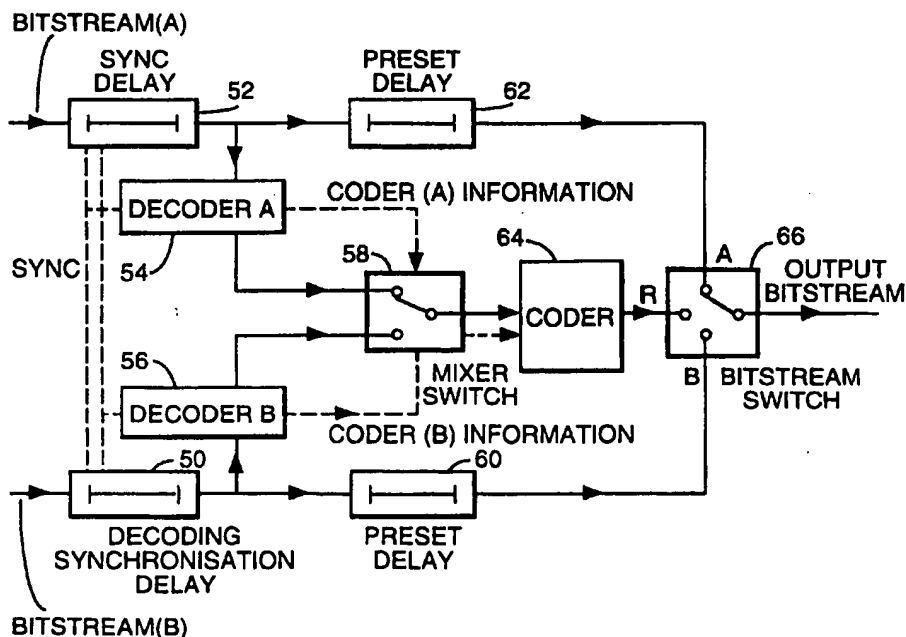 BITSTREAM(A)
SYNC
DELAY
52
PRESET
DELAY
62
DECODER A
54
CODER (A) INFORMATION
SYNC
58
64
CODER
R
A
66
OUTPUT
BITSTREAM
56
DECODER B
MIXER
SWITCH
B
BITSTREAM
SWITCH
CODER (B) INFORMATION
50
60
DECODING
SYNCHRONISATION
DELAY
PRESET
DELAY
BITSTREAM(B)